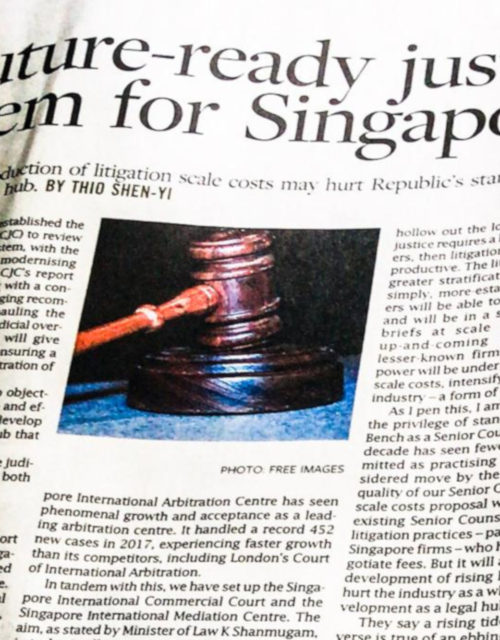 uture-ready jus
em for Singapo
duction of litigation scale costs may hurt Republic's sta
hub. BY THIO SHEN-YI
stablished the
CJC) to review
tem, with the
modernising
CJC's report
with a con-
ging recom-
auling the
dicial over-
will give
nsuring a
tration of
object-
and ef-
develop
ub that
judi-
both
ort
ga-
ed
e.
PHOTO: FREE IMAGES
pore International Arbitration Centre has seen
phenomenal growth and acceptance as a lead-
ing arbitration centre. It handled a record 452
new cases in 2017, experiencing faster growth
than its competitors, including London's Court
of International Arbitration.
In tandem with this, we have set up the Singa-
pore International Commercial Court and the
Singapore International Mediation Centre. The
aim, as stated by Minister of Law K Shanmugam,
hollow out the lo
justice requires a
ers, then litigation
productive. The li
greater stratificat
simply, more esta
ers will be able to
and will be in a s
briefs at scale
up-and-coming
lesser-known firm
power will be under
scale costs, intensif
industry – a form of
As I pen this, I am
the privilege of stan
Bench as a Senior Cou
decade has seen fewe
mitted as practising
sidered move by the
quality of our Senior C
scale costs proposal w
existing Senior Couns
litigation practices – pa
Singapore firms – who h
gotiate fees. But it will
development of rising l
hurt the industry as a wh
velopment as a legal hu
They say a rising tid
verse is true of an ebb